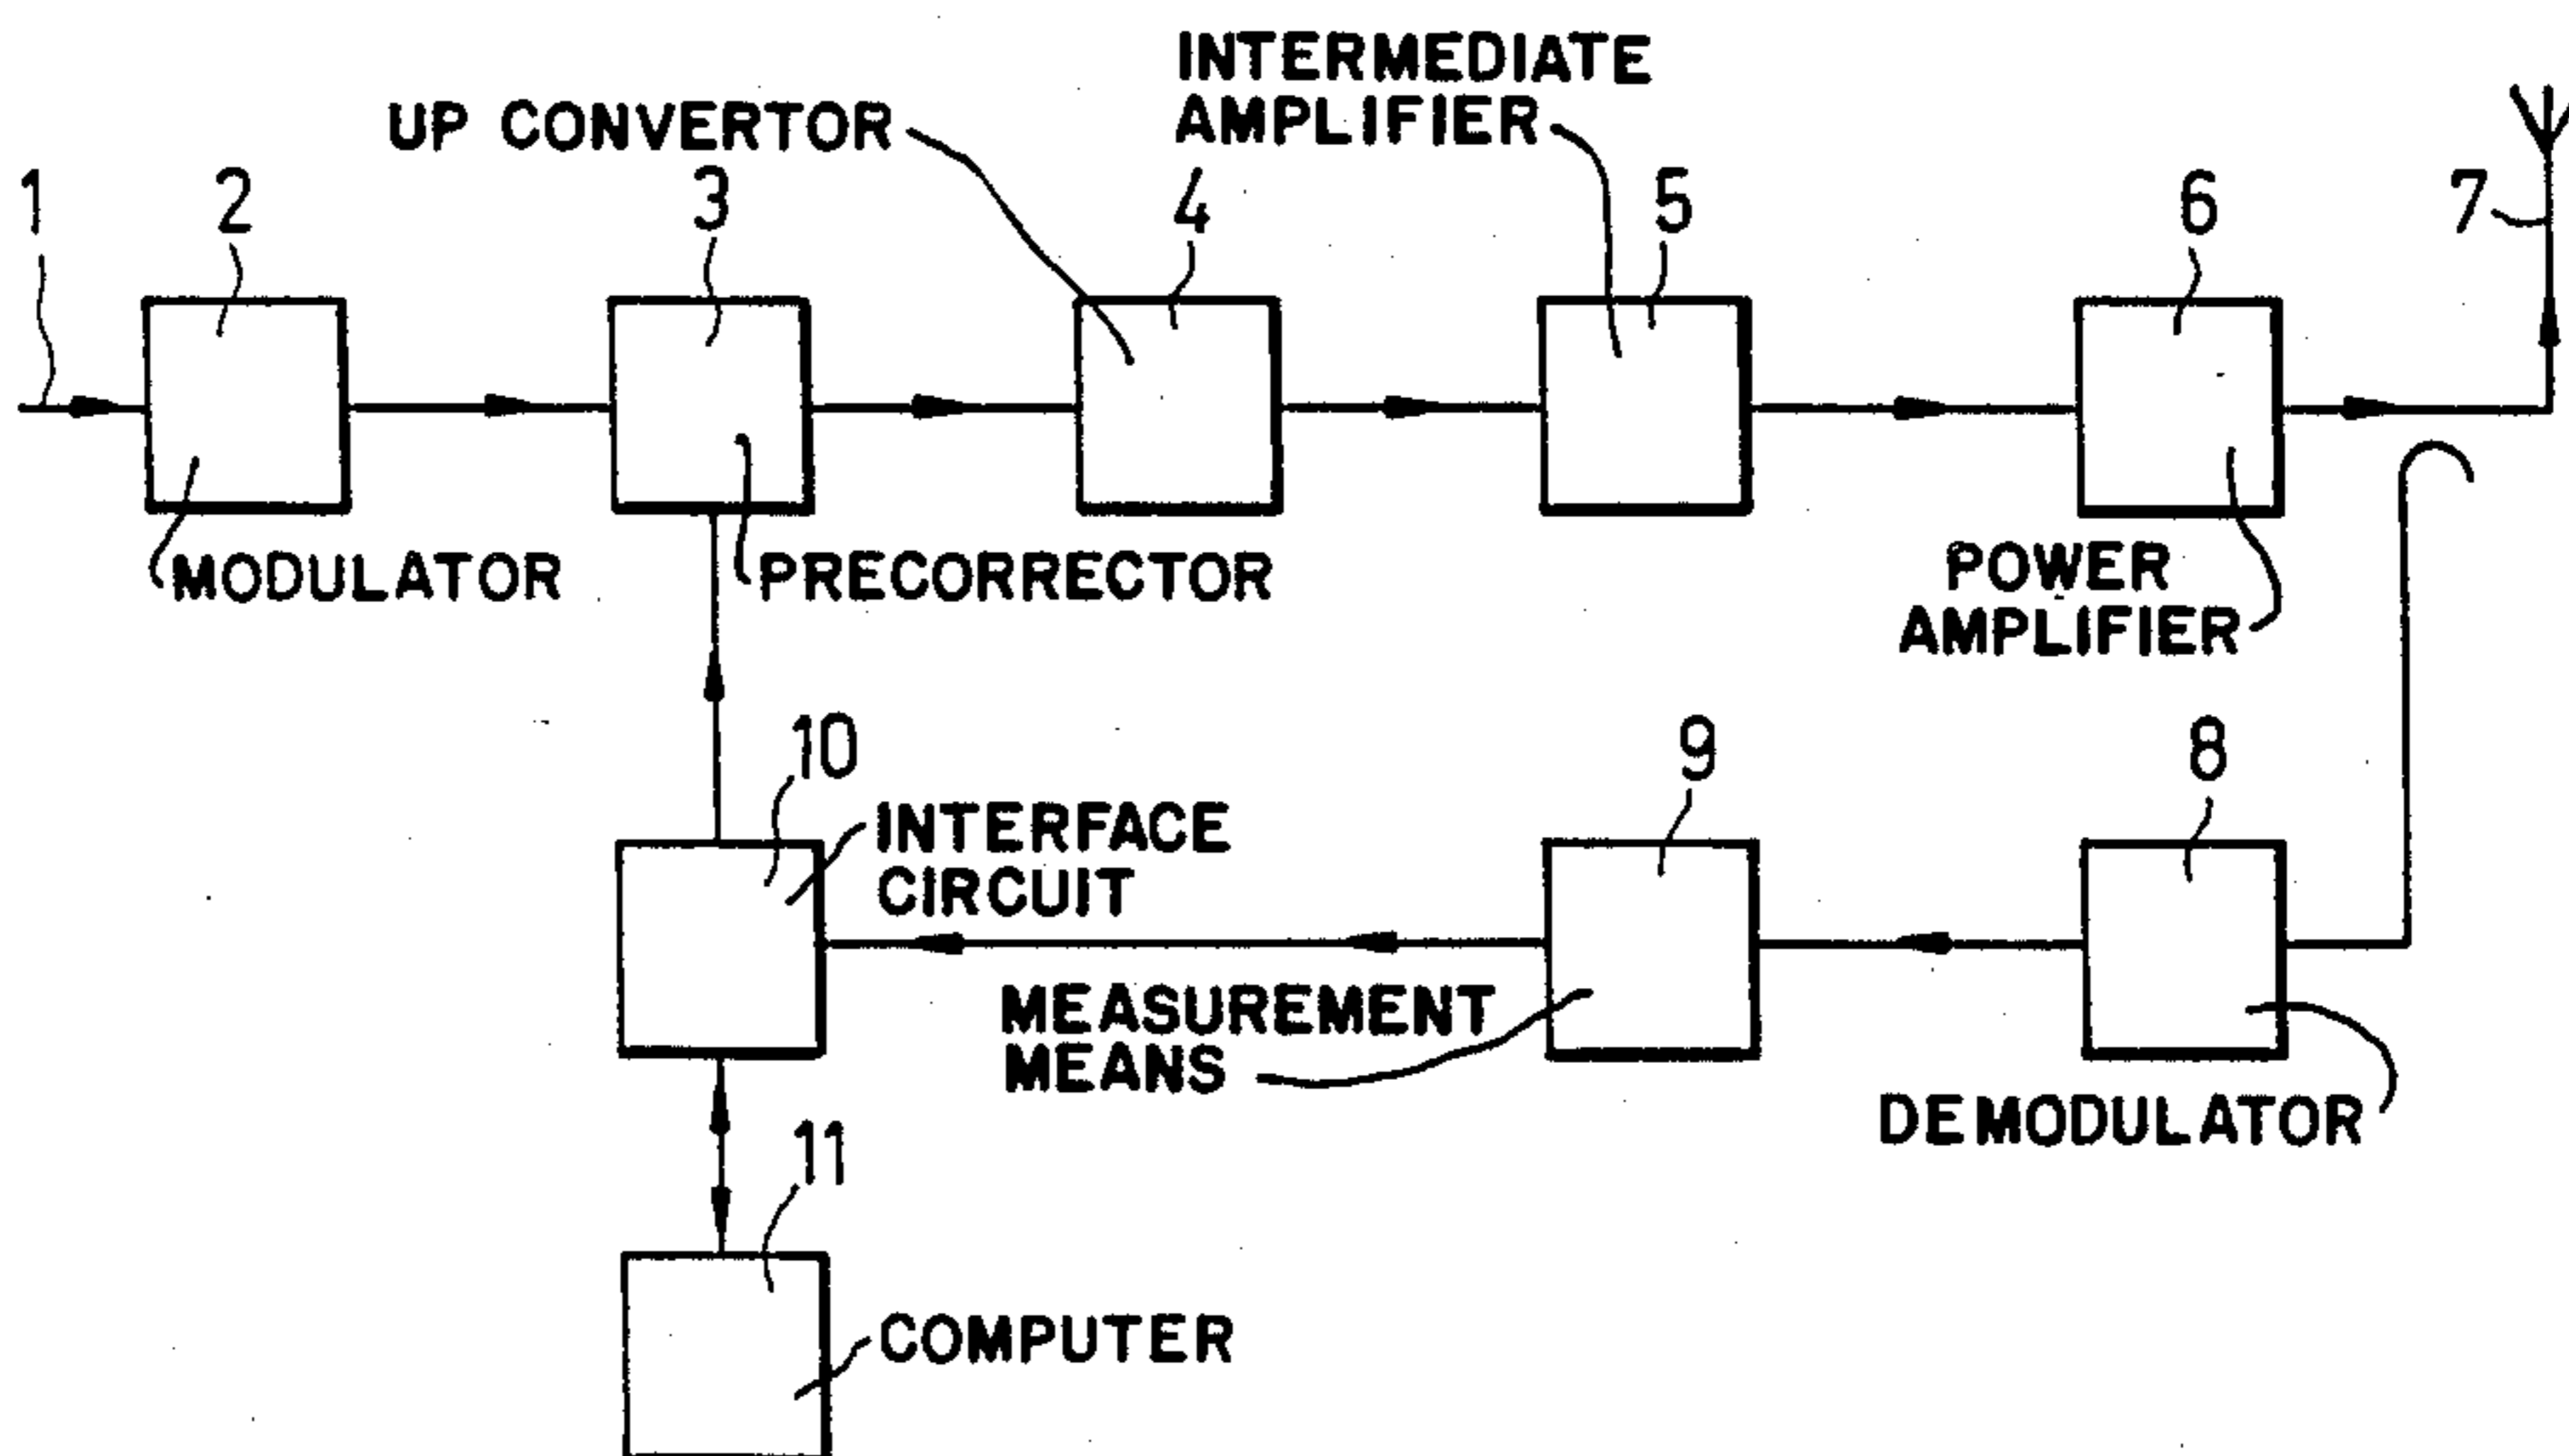 INTERMEDIATE
AMPLIFIER
UP CONVERTOR
1
2
3
4
5
6
7
MODULATOR
PRECORRECTOR
POWER
AMPLIFIER
10
9
8
INTERFACE
CIRCUIT
MEASUREMENT
MEANS
DEMODULATOR
11
COMPUTER